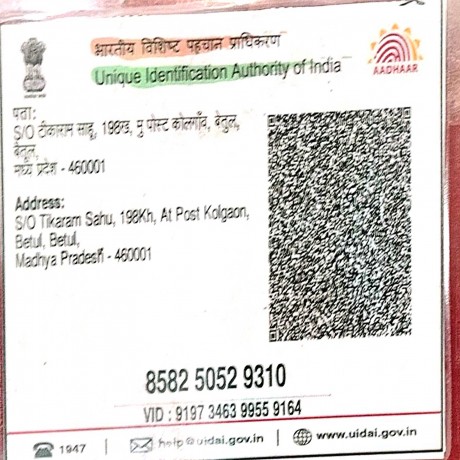 भारतीय विशिष्ट पहचान प्राधिकरण
Unique Identification Authority of India
AADHAAR
पता:
S/O टीकाराम साहू, 198ख, मु पोस्ट कोलगाँव, बेतुल,
बेतूल,
मध्य प्रदेश - 460001
Address:
S/O Tikaram Sahu, 198Kh, At Post Kolgaon,
Betul, Betul,
Madhya Pradesh - 460001
8582 5052 9310
VID : 9197 3463 9955 9164
1947 | help@uidai.gov.in | www.uidai.gov.in